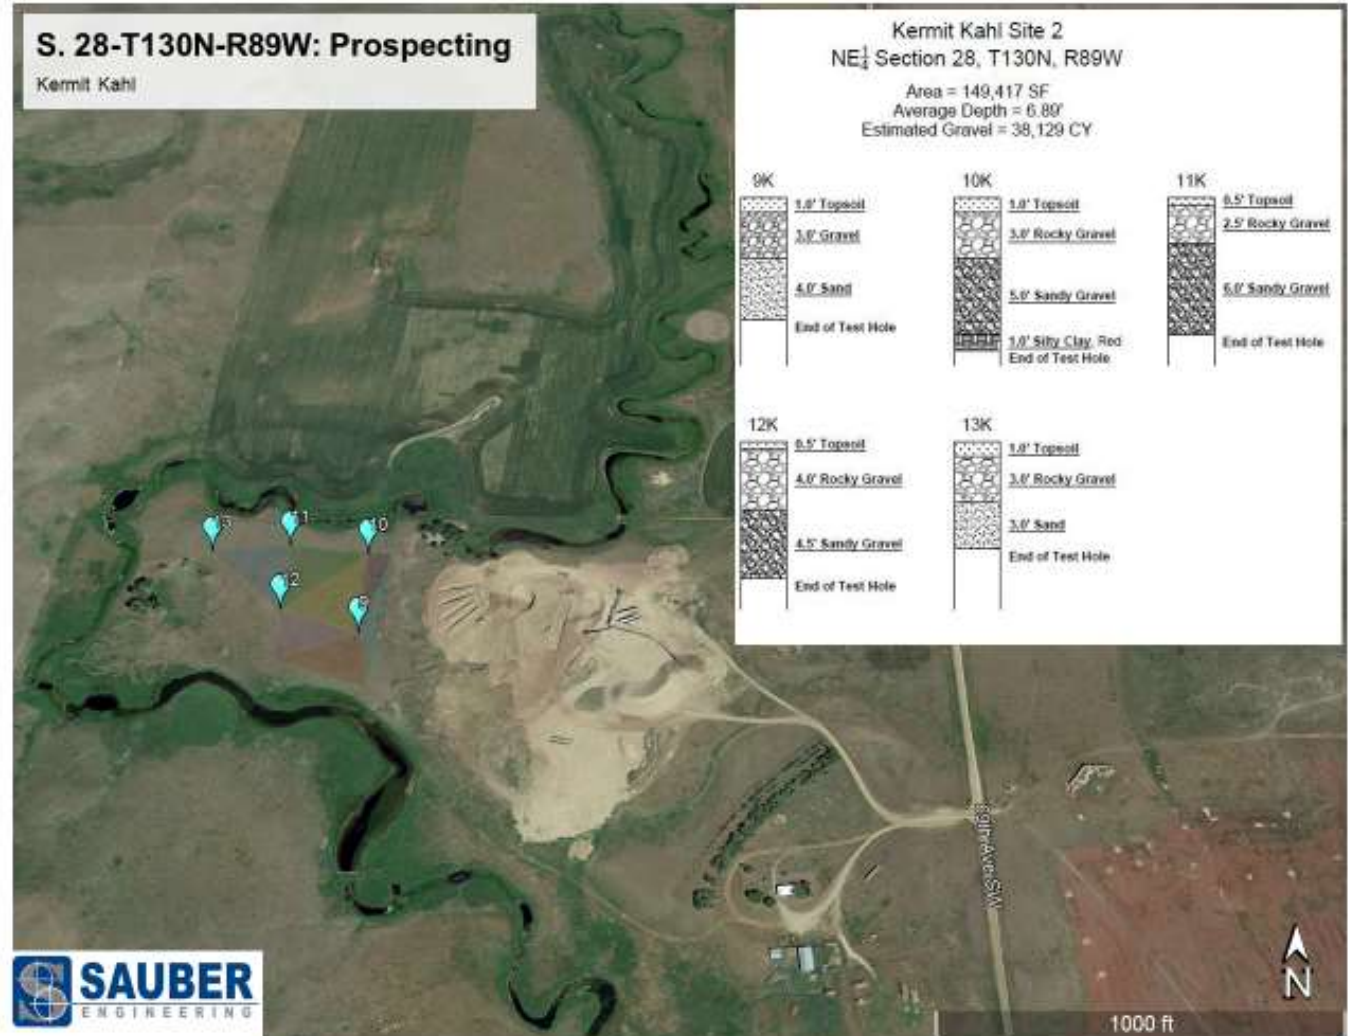 S. 28-T130N-R89W: Prospecting
Kermit Kahl
Kermit Kahl Site 2
NE¼ Section 28, T130N, R89W
Area = 149,417 SF
Average Depth = 6.89'
Estimated Gravel = 38,129 CY
9K
1.0' Topsoil
3.0' Gravel
4.0' Sand
End of Test Hole
10K
1.0' Topsoil
3.0' Rocky Gravel
5.0' Sandy Gravel
1.0' Silty Clay, Red
End of Test Hole
11K
0.5' Topsoil
2.5' Rocky Gravel
6.0' Sandy Gravel
End of Test Hole
12K
0.5' Topsoil
4.0' Rocky Gravel
4.5' Sandy Gravel
End of Test Hole
13K
1.0' Topsoil
3.0' Rocky Gravel
3.0' Sand
End of Test Hole
13
11
10
12
9
69th Ave SW
SAUBER
ENGINEERING
N
1000 ft